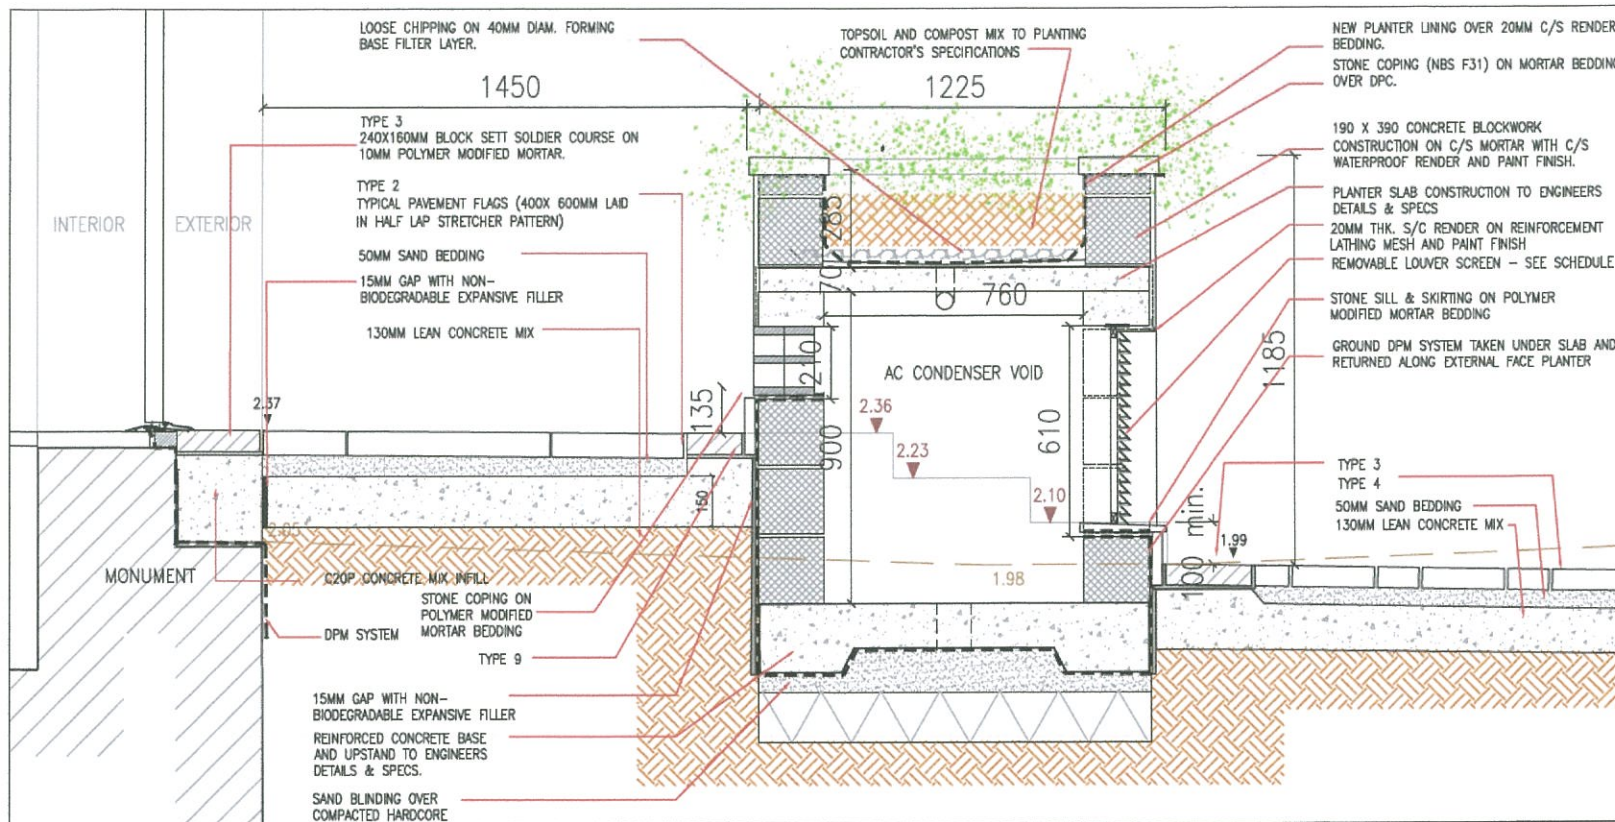 LOOSE CHIPPING ON 40MM DIAM. FORMING
BASE FILTER LAYER.
TOPSOIL AND COMPOST MIX TO PLANTING
CONTRACTOR'S SPECIFICATIONS
NEW PLANTER LINING OVER 20MM C/S RENDER
BEDDING.
STONE COPING (NBS F31) ON MORTAR BEDDING
OVER DPC.
1450
1225
TYPE 3
240X160MM BLOCK SETT SOLDIER COURSE ON
10MM POLYMER MODIFIED MORTAR.
190 X 390 CONCRETE BLOCKWORK
CONSTRUCTION ON C/S MORTAR WITH C/S
WATERPROOF RENDER AND PAINT FINISH.
TYPE 2
TYPICAL PAVEMENT FLAGS (400X 600MM LAID
IN HALF LAP STRETCHER PATTERN)
PLANTER SLAB CONSTRUCTION TO ENGINEERS
DETAILS & SPECS
INTERIOR
EXTERIOR
285
20MM THK. S/C RENDER ON REINFORCEMENT
LATHING MESH AND PAINT FINISH
REMOVABLE LOUVER SCREEN – SEE SCHEDULE
50MM SAND BEDDING
15MM GAP WITH NON-
BIODEGRADABLE EXPANSIVE FILLER
70
760
STONE SILL & SKIRTING ON POLYMER
MODIFIED MORTAR BEDDING
130MM LEAN CONCRETE MIX
GROUND DPM SYSTEM TAKEN UNDER SLAB AND
RETURNED ALONG EXTERNAL FACE PLANTER
1185
210
AC CONDENSER VOID
2.37
135
2.36
900
610
2.23
2.10
150
100 min.
TYPE 3
TYPE 4
50MM SAND BEDDING
130MM LEAN CONCRETE MIX
2.05
1.99
1.98
MONUMENT
C20P CONCRETE MIX INFILL
STONE COPING ON
POLYMER MODIFIED
MORTAR BEDDING
DPM SYSTEM
TYPE 9
15MM GAP WITH NON-
BIODEGRADABLE EXPANSIVE FILLER
REINFORCED CONCRETE BASE
AND UPSTAND TO ENGINEERS
DETAILS & SPECS.
SAND BLINDING OVER
COMPACTED HARDCORE